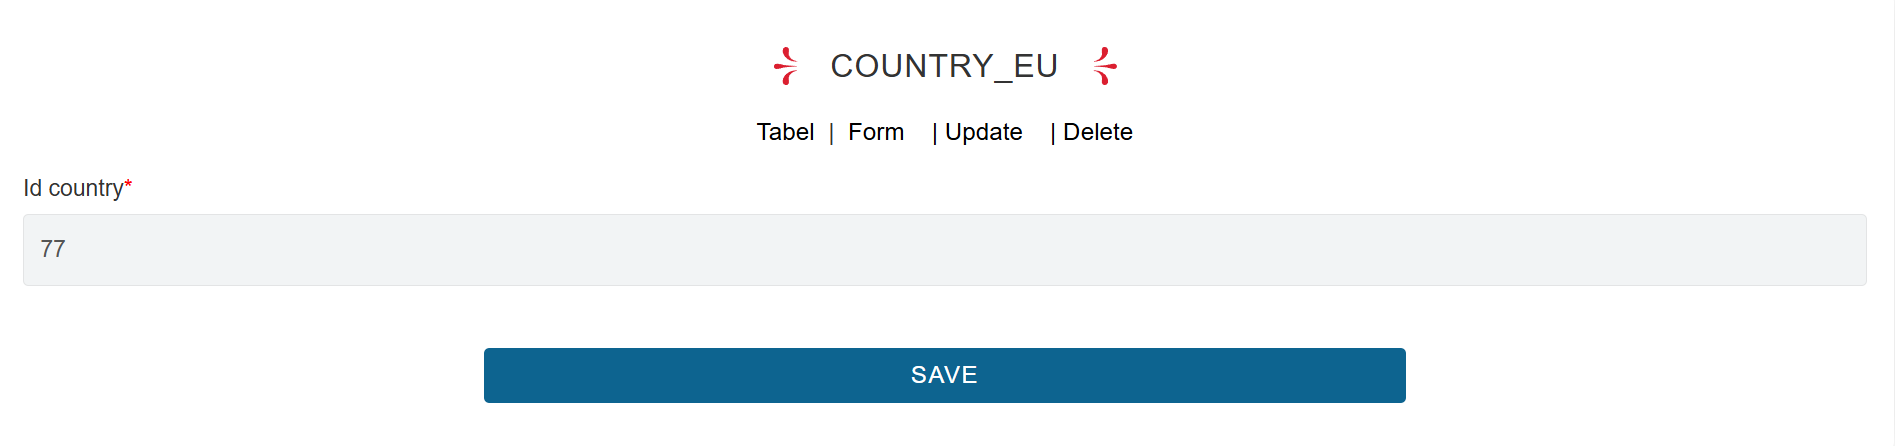 COUNTRY_EU
Tabel | Form | Update | Delete
Id country*
77
SAVE